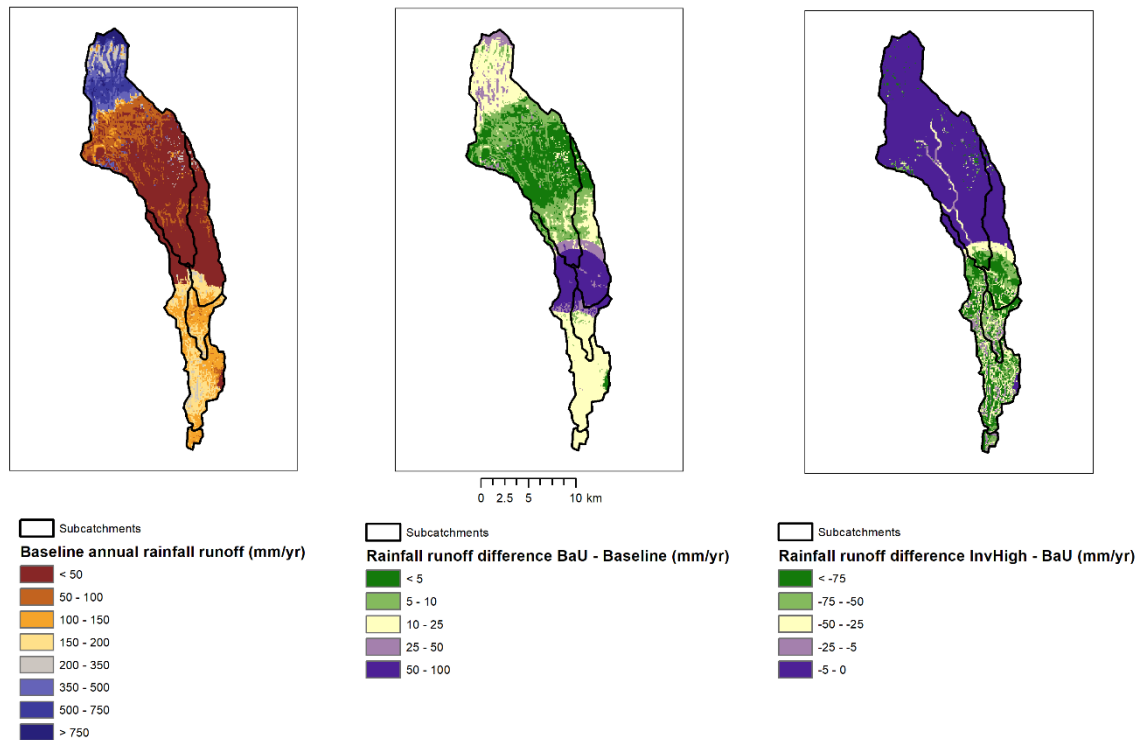 0 2.5 5 10 km
Subcatchments
Baseline annual rainfall runoff (mm/yr)
< 50
50 - 100
100 - 150
150 - 200
200 - 350
350 - 500
500 - 750
> 750
Subcatchments
Rainfall runoff difference BaU - Baseline (mm/yr)
< 5
5 - 10
10 - 25
25 - 50
50 - 100
Subcatchments
Rainfall runoff difference InvHigh - BaU (mm/yr)
< -75
-75 - -50
-50 - -25
-25 - -5
-5 - 0